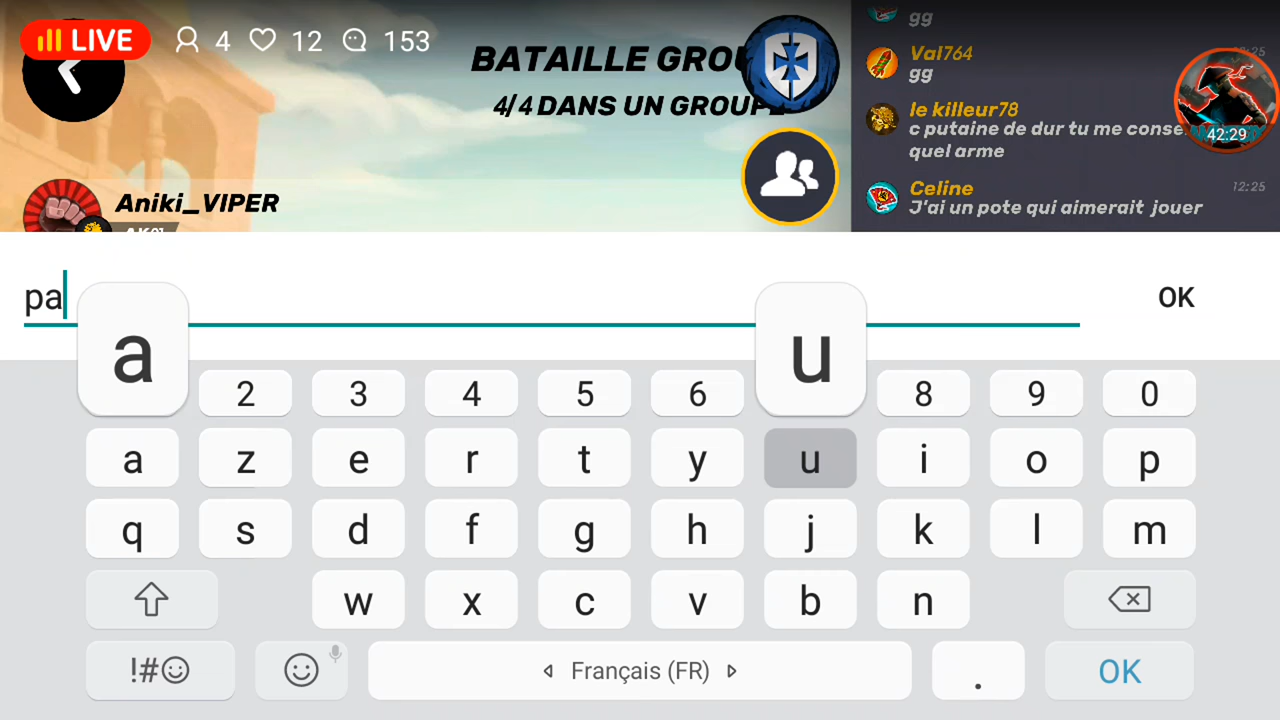 LIVE 4 12 153
BATAILLE GROU
4/4 DANS UN GROUPE
Aniki_VIPER
gg
Val764
gg
le killeur78
c putaine de dur tu me conse
quel arme
Celine 12:25
J'ai un pote qui aimerait jouer
42:29
pa
OK
a u
2 3 4 5 6 8 9 0
a z e r t y u i o p
q s d f g h j k l m
w x c v b n
!#☺ Français (FR) . OK